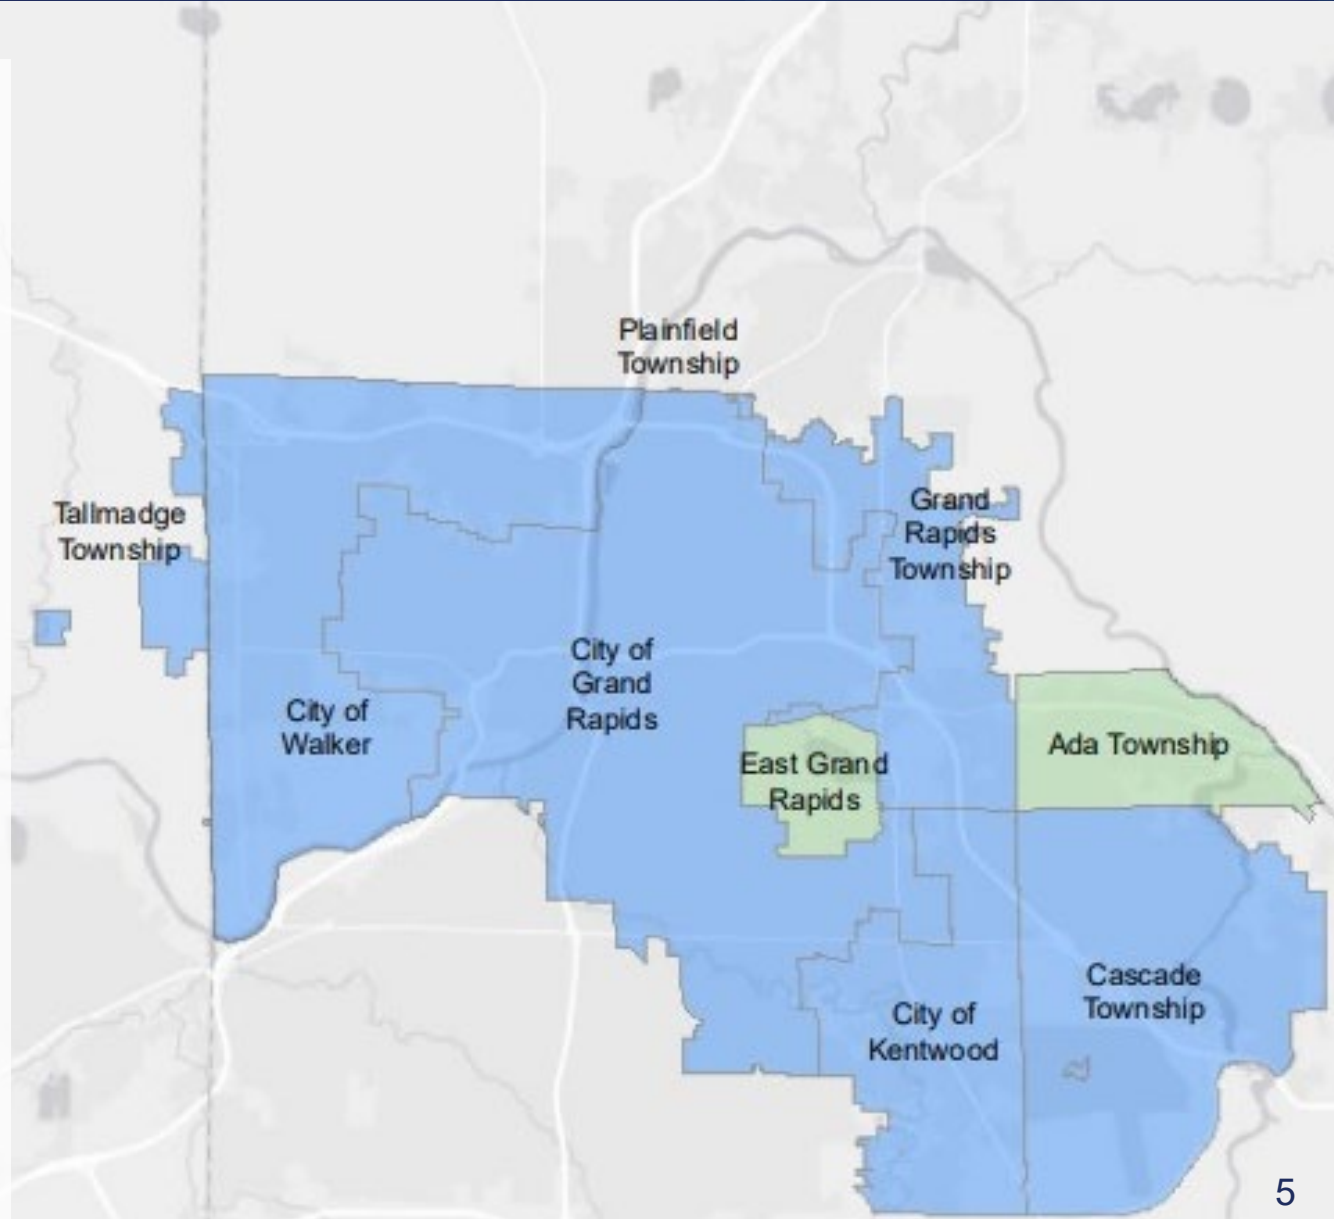 Plainfield
Township
Tallmadge
Township
Grand
Rapids
Township
City of
Grand
Rapids
City of
Walker
East Grand
Rapids
Ada Township
Cascade
Township
City of
Kentwood
5